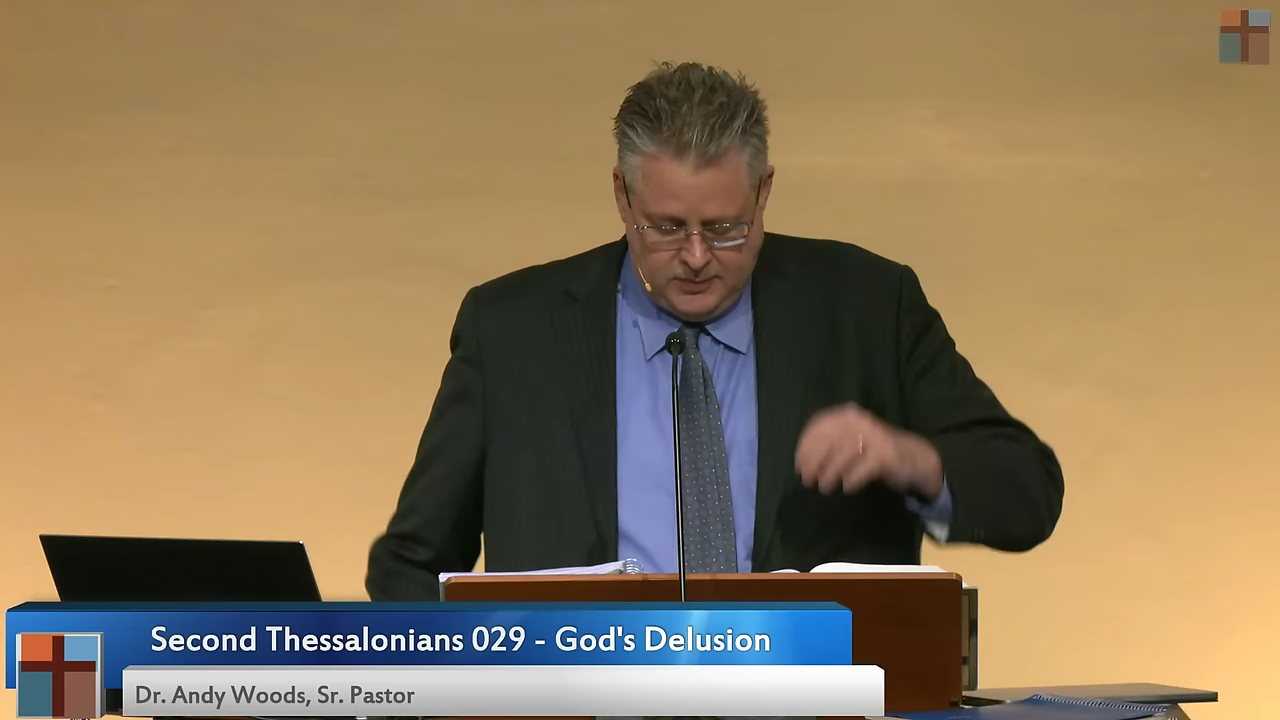 Second Thessalonians 029 - God's Delusion
Dr. Andy Woods, Sr. Pastor